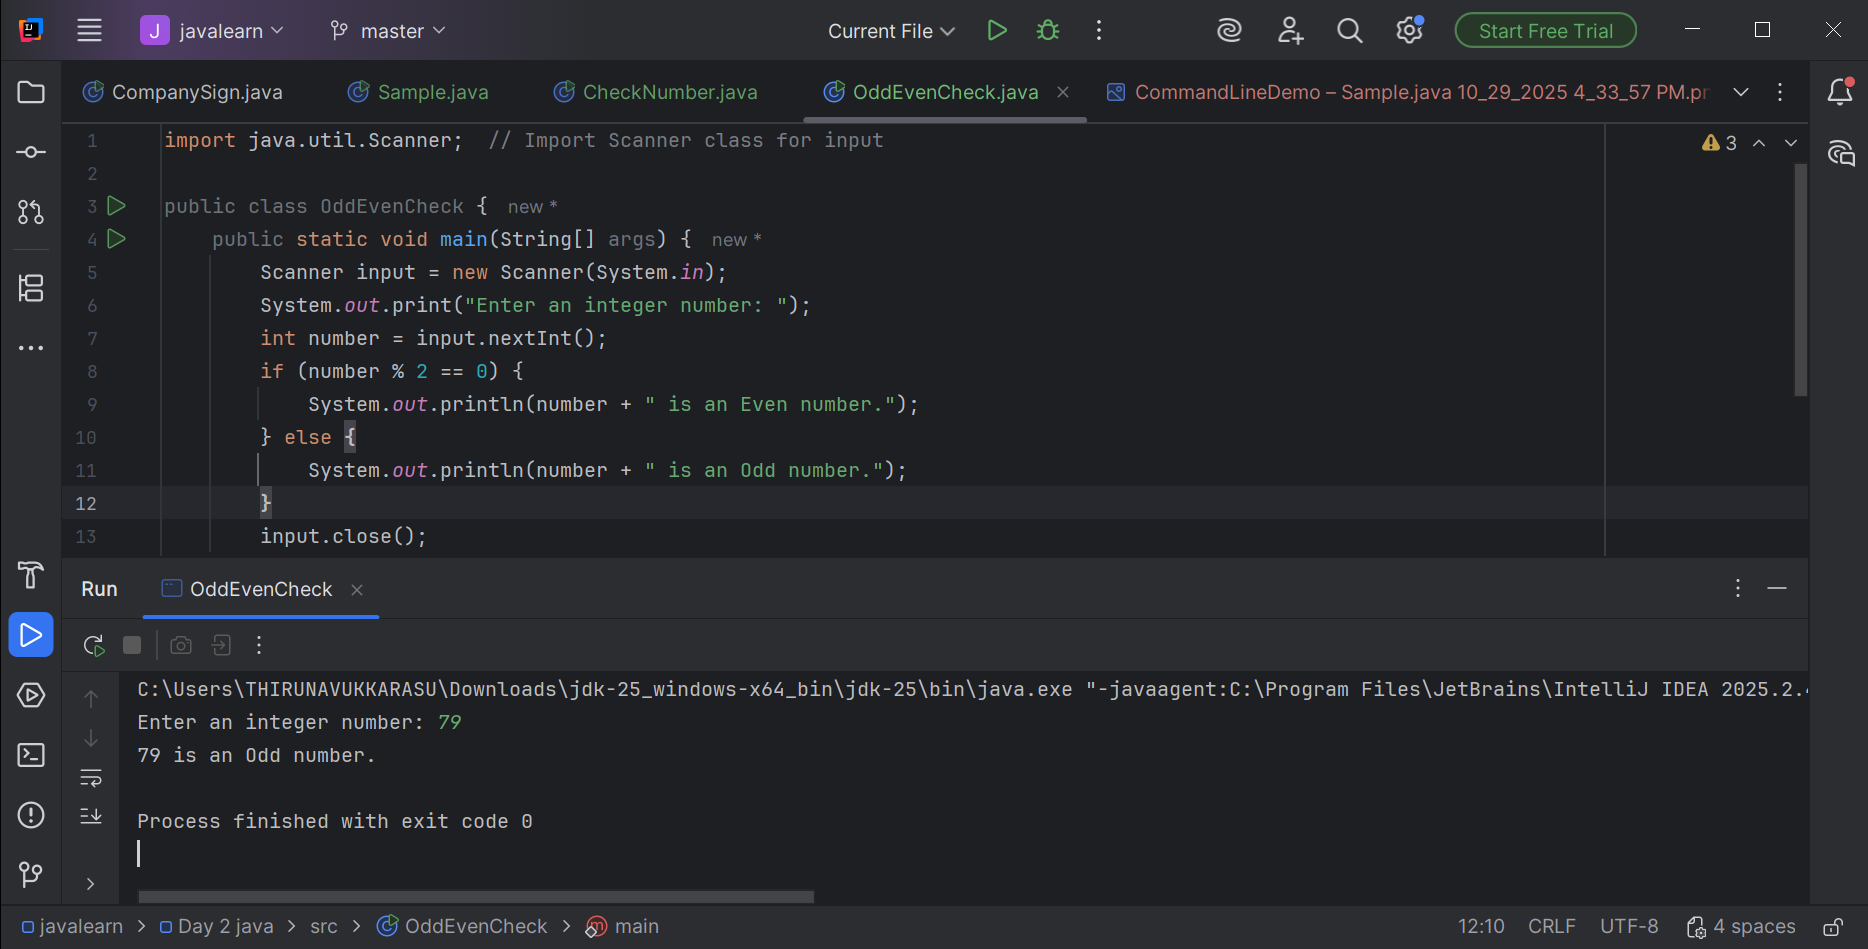 J javalearn master Current File Start Free Trial
CompanySign.java Sample.java CheckNumber.java OddEvenCheck.java CommandLineDemo – Sample.java 10_29_2025 4_33_57 PM.pr
1 import java.util.Scanner;  // Import Scanner class for input 3
2
3 public class OddEvenCheck { new *
4 public static void main(String[] args) { new *
5 Scanner input = new Scanner(System.in);
6 System.out.print("Enter an integer number: ");
7 int number = input.nextInt();
8 if (number % 2 == 0) {
9 System.out.println(number + " is an Even number.");
10 } else {
11 System.out.println(number + " is an Odd number.");
12 }
13 input.close();
Run OddEvenCheck
C:\Users\THIRUNAVUKKARASU\Downloads\jdk-25_windows-x64_bin\jdk-25\bin\java.exe "-javaagent:C:\Program Files\JetBrains\IntelliJ IDEA 2025.2.
Enter an integer number: 79
79 is an Odd number.
Process finished with exit code 0
javalearn > Day 2 java > src > OddEvenCheck > m main 12:10 CRLF UTF-8 4 spaces